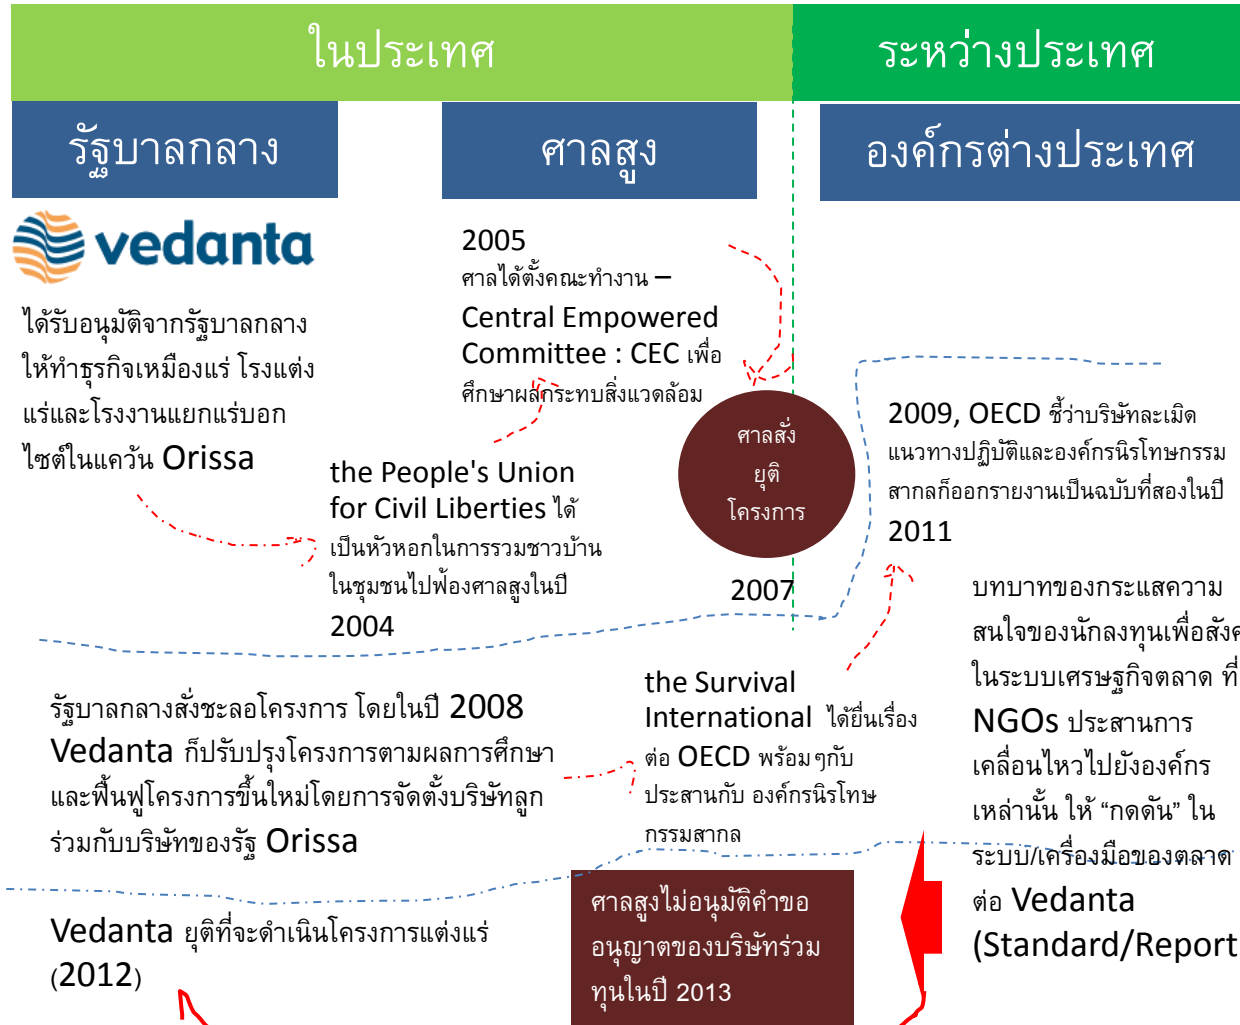 ในประเทศ
ระหว่างประเทศ
รัฐบาลกลาง
ศาลสูง
องค์กรต่างประเทศ
vedanta
ได้รับอนุมัติจากรัฐบาลกลาง
ให้ทำธุรกิจเหมืองแร่ โรงแต่ง
แร่และโรงงานแยกแร่บอก
ไซต์ในแคว้น Orissa
the People's Union
for Civil Liberties ได้
เป็นหัวหอกในการรวมชาวบ้าน
ในชุมชนไปฟ้องศาลสูงในปี
2004
2005
ศาลได้ตั้งคณะทำงาน –
Central Empowered
Committee : CEC เพื่อ
ศึกษาผลกระทบสิ่งแวดล้อม
ศาลสั่ง
ยุติ
โครงการ
2007
รัฐบาลกลางสั่งชะลอโครงการ โดยในปี 2008
Vedanta ก็ปรับปรุงโครงการตามผลการศึกษา
และฟื้นฟูโครงการขึ้นใหม่โดยการจัดตั้งบริษัทลูก
ร่วมกับบริษัทของรัฐ Orissa
the Survival
International ได้ยื่นเรื่อง
ต่อ OECD พร้อมๆกับ
ประสานกับ องค์กรนิรโทษ
กรรมสากล
2009, OECD ชี้ว่าบริษัทละเมิด
แนวทางปฏิบัติและองค์กรนิรโทษกรรม
สากลก็ออกรายงานเป็นฉบับที่สองในปี
2011
บทบาทของกระแสความ
สนใจของนักลงทุนเพื่อสังค
ในระบบเศรษฐกิจตลาด ที่
NGOs ประสานการ
เคลื่อนไหวไปยังองค์กร
เหล่านั้น ให้ “กดดัน” ใน
ระบบ/เครื่องมือของตลาด
ต่อ Vedanta
(Standard/Report
Vedanta ยุติที่จะดำเนินโครงการแต่งแร่
(2012)
ศาลสูงไม่อนุมัติคำขอ
อนุญาตของบริษัทร่วม
ทุนในปี 2013